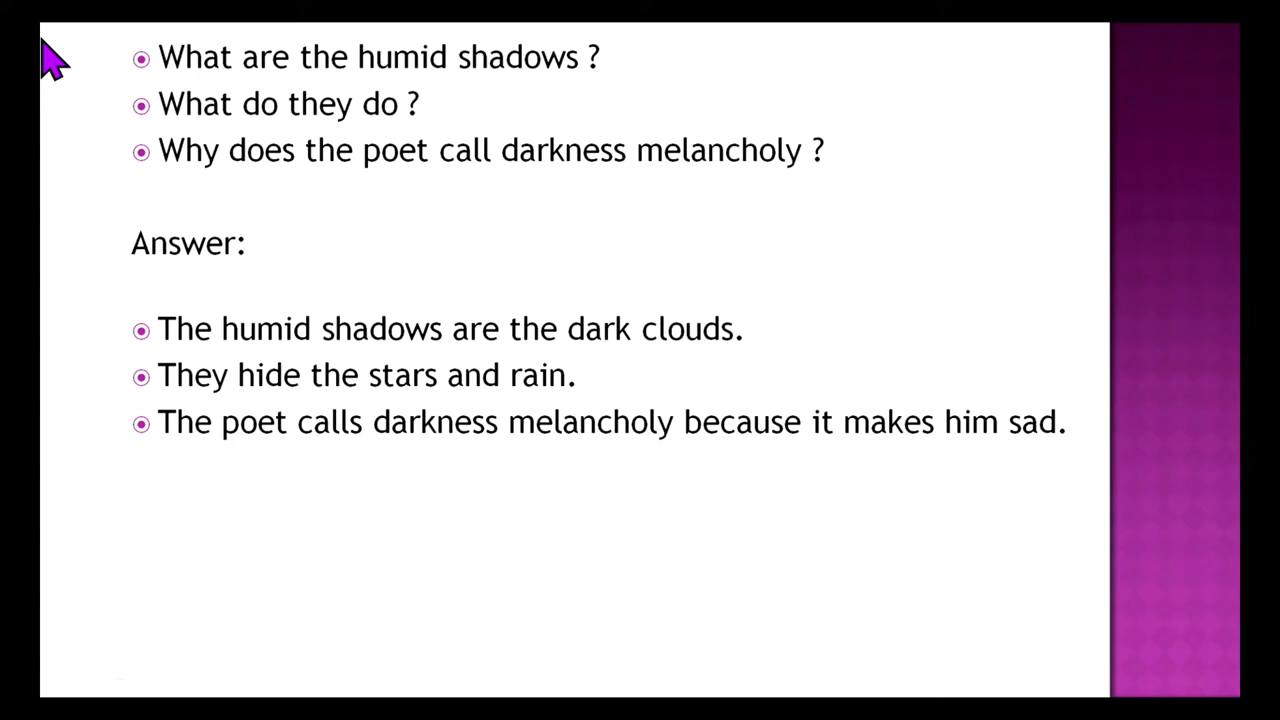 What are the humid shadows ?
What do they do ?
Why does the poet call darkness melancholy ?
Answer:
The humid shadows are the dark clouds.
They hide the stars and rain.
The poet calls darkness melancholy because it makes him sad.